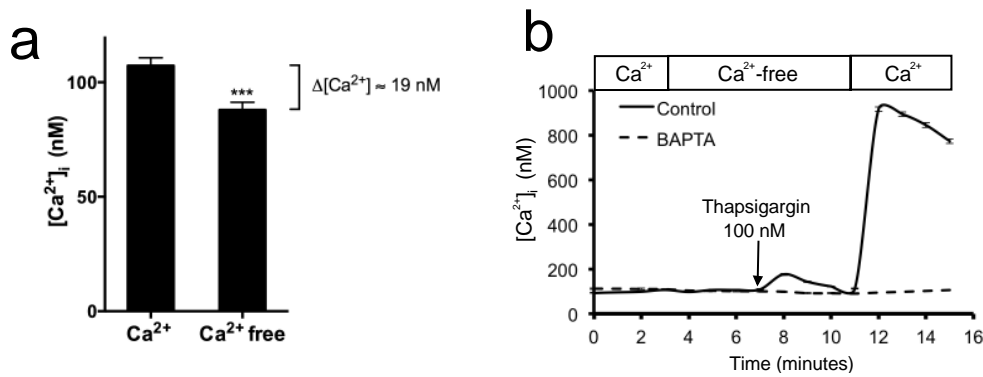 a
[Ca²⁺]ᵢ (nM)
100
50
0
***
Δ[Ca²⁺] ≈ 19 nM
Ca²⁺
Ca²⁺ free
b
Ca²⁺
Ca²⁺-free
Ca²⁺
[Ca²⁺]ᵢ (nM)
1000
800
600
400
200
0
Control
BAPTA
Thapsigargin
100 nM
0 2 4 6 8 10 12 14 16
Time (minutes)